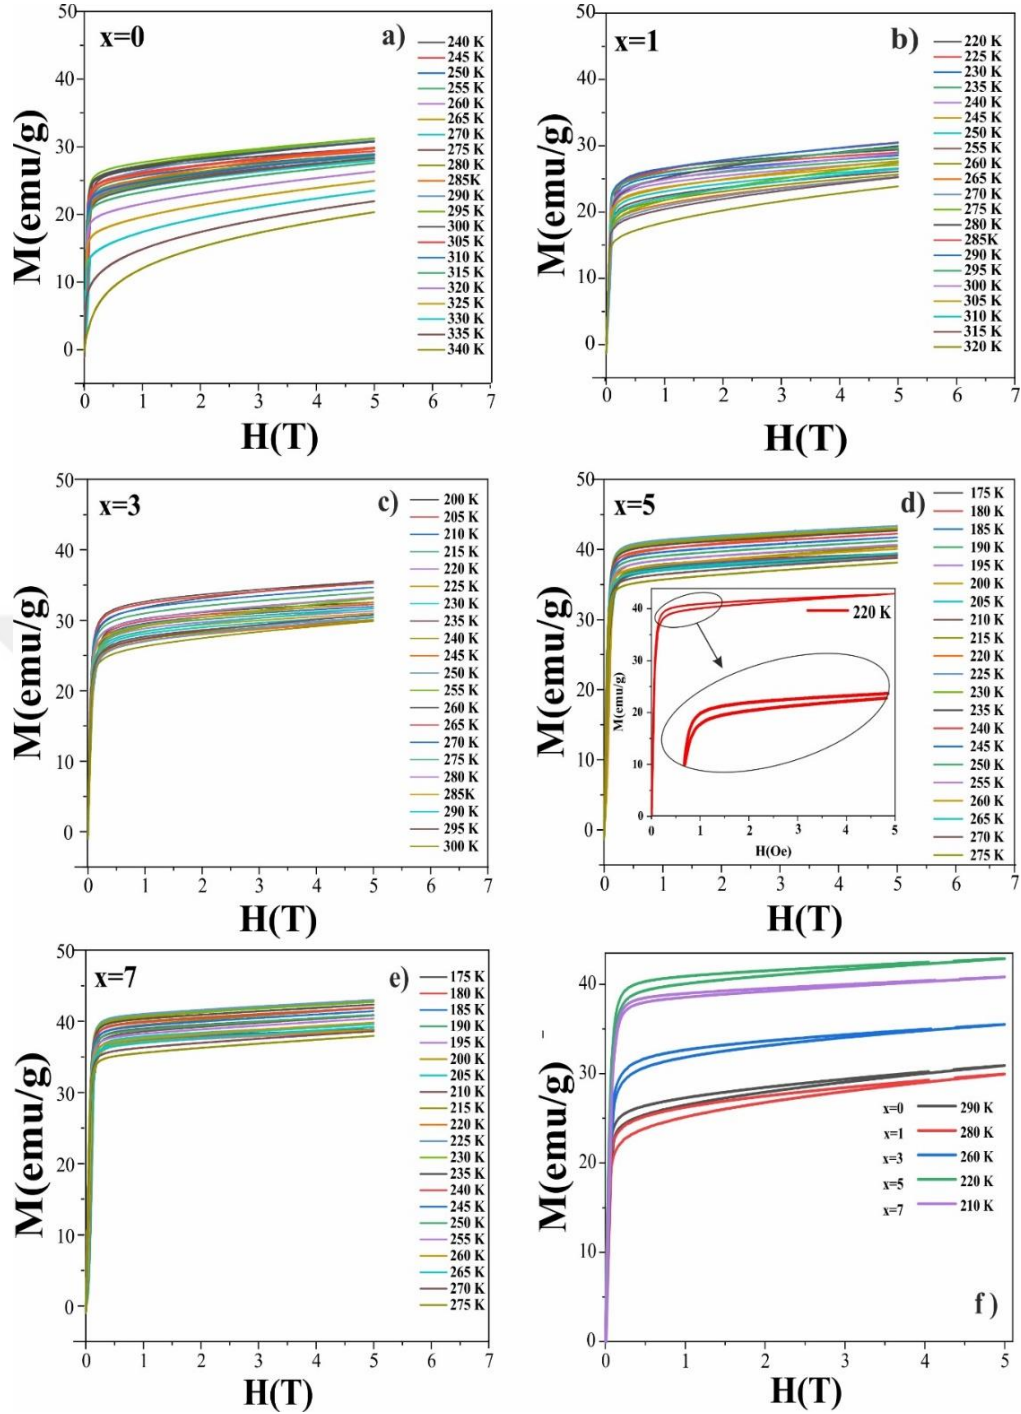 50
x=0
a)
240 K
245 K
250 K
255 K
260 K
265 K
270 K
275 K
280 K
285K
290 K
295 K
300 K
305 K
310 K
315 K
320 K
325 K
330 K
335 K
340 K
40
30
20
10
0
M(emu/g)
0 1 2 3 4 5 6 7
H(T)
50
x=1
b)
220 K
225 K
230 K
235 K
240 K
245 K
250 K
255 K
260 K
265 K
270 K
275 K
280 K
285K
290 K
295 K
300 K
305 K
310 K
315 K
320 K
40
30
20
10
0
M(emu/g)
0 1 2 3 4 5 6 7
H(T)
50
x=3
c)
200 K
205 K
210 K
215 K
220 K
225 K
230 K
235 K
240 K
245 K
250 K
255 K
260 K
265 K
270 K
275 K
280 K
285K
290 K
295 K
300 K
40
30
20
10
0
M(emu/g)
0 1 2 3 4 5 6 7
H(T)
50
x=5
d)
175 K
180 K
185 K
190 K
195 K
200 K
205 K
210 K
215 K
220 K
225 K
230 K
235 K
240 K
245 K
250 K
255 K
260 K
265 K
270 K
275 K
40
30
20
10
0
M(emu/g)
220 K
40
30
20
10
0
M(emu/g)
0 1 2 3 4 5
H(Oe)
0 1 2 3 4 5 6 7
H(T)
50
x=7
e)
175 K
180 K
185 K
190 K
195 K
200 K
205 K
210 K
215 K
220 K
225 K
230 K
235 K
240 K
245 K
250 K
255 K
260 K
265 K
270 K
275 K
40
30
20
10
0
M(emu/g)
0 1 2 3 4 5 6 7
H(T)
40
30
20
10
0
M(emu/g)
x=0 290 K
x=1 280 K
x=3 260 K
x=5 220 K
x=7 210 K
f )
0 1 2 3 4 5
H(T)